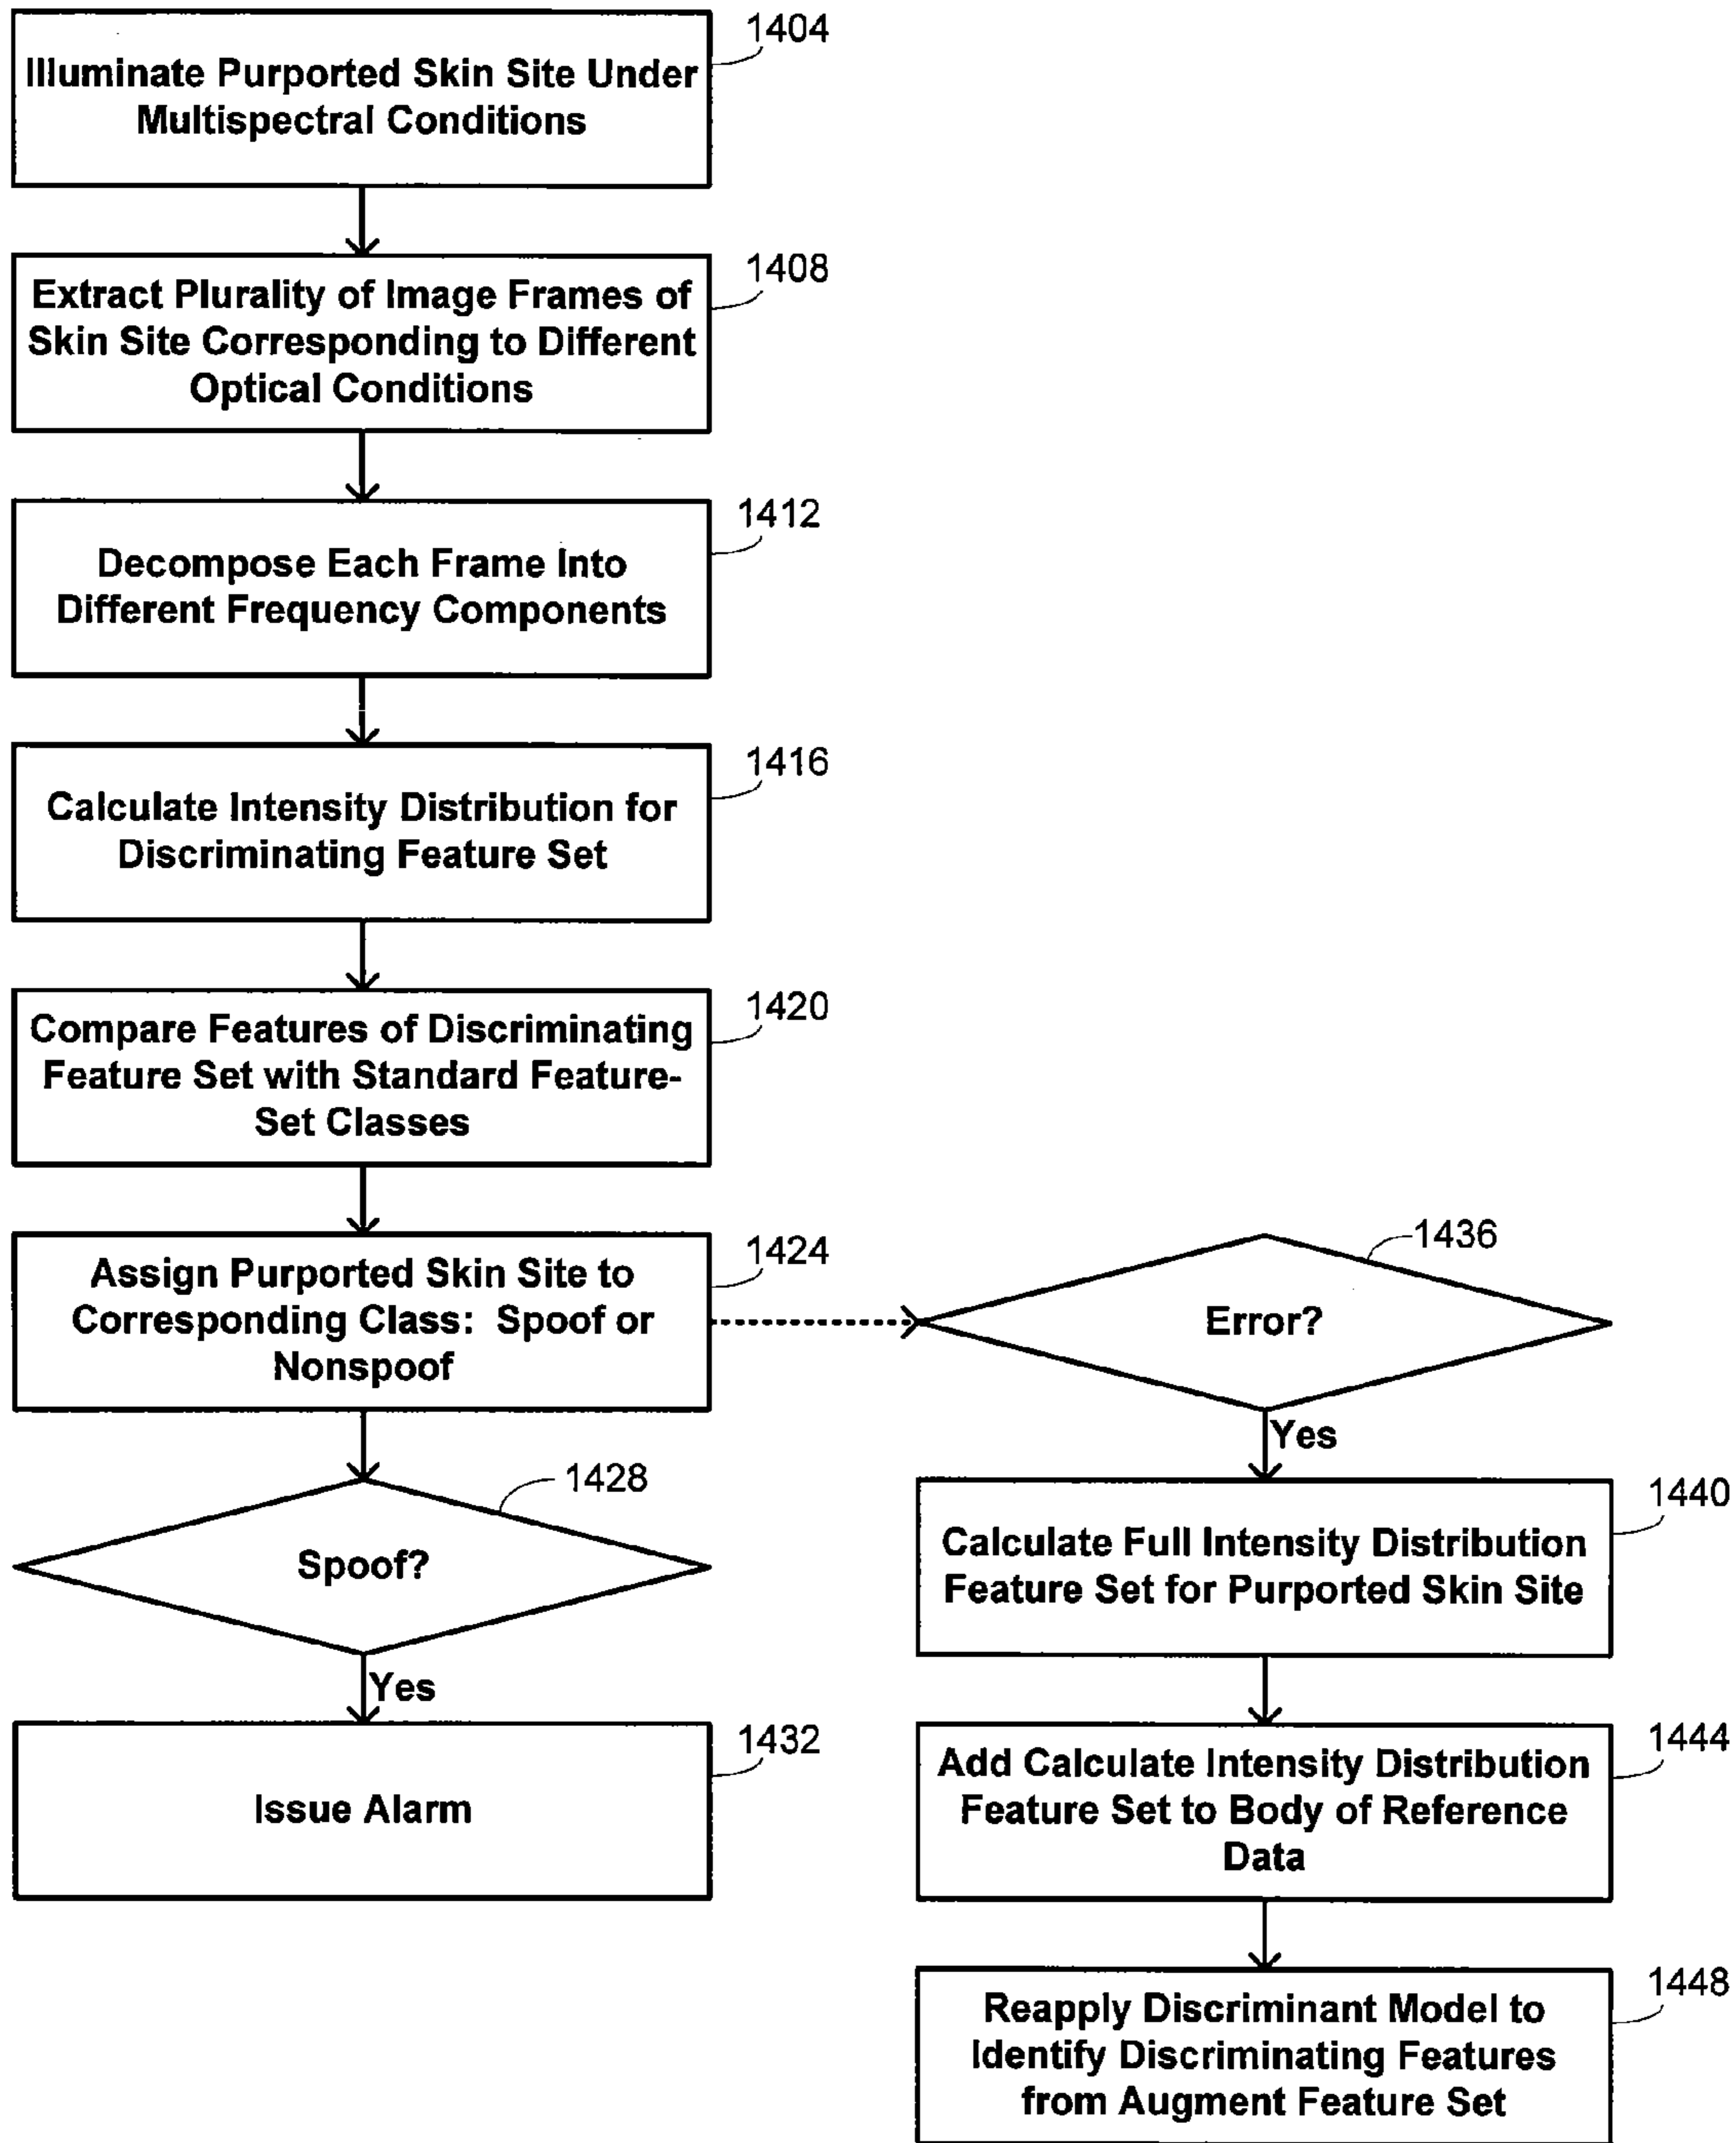 1404
Illuminate Purported Skin Site Under
Multispectral Conditions
1408
Extract Plurality of Image Frames of
Skin Site Corresponding to Different
Optical Conditions
1412
Decompose Each Frame Into
Different Frequency Components
1416
Calculate Intensity Distribution for
Discriminating Feature Set
1420
Compare Features of Discriminating
Feature Set with Standard Feature-
Set Classes
1424
Assign Purported Skin Site to
Corresponding Class: Spoof or
Nonspoof
1428
Spoof?
Yes
1432
Issue Alarm
1436
Error?
Yes
1440
Calculate Full Intensity Distribution
Feature Set for Purported Skin Site
1444
Add Calculate Intensity Distribution
Feature Set to Body of Reference
Data
1448
Reapply Discriminant Model to
Identify Discriminating Features
from Augment Feature Set